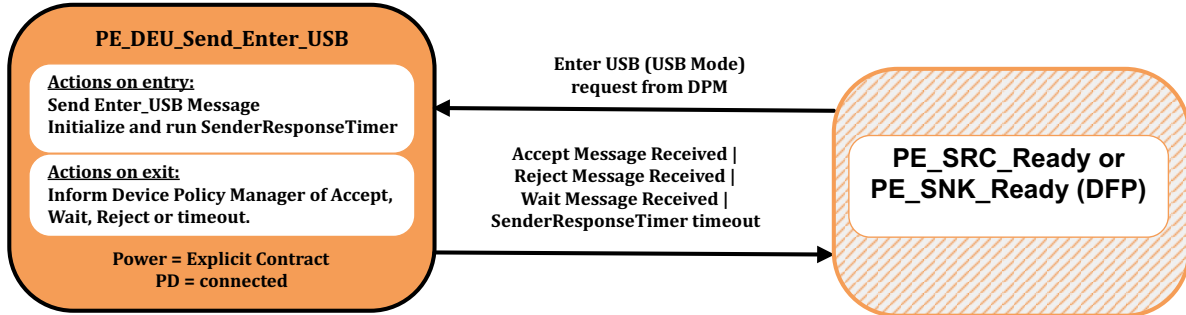 PE_DEU_Send_Enter_USB
Actions on entry:
Send Enter_USB Message
Initialize and run SenderResponseTimer
Actions on exit:
Inform Device Policy Manager of Accept,
Wait, Reject or timeout.
Power = Explicit Contract
PD = connected
Enter USB (USB Mode)
request from DPM
Accept Message Received |
Reject Message Received |
Wait Message Received |
SenderResponseTimer timeout
PE_SRC_Ready or
PE_SNK_Ready (DFP)